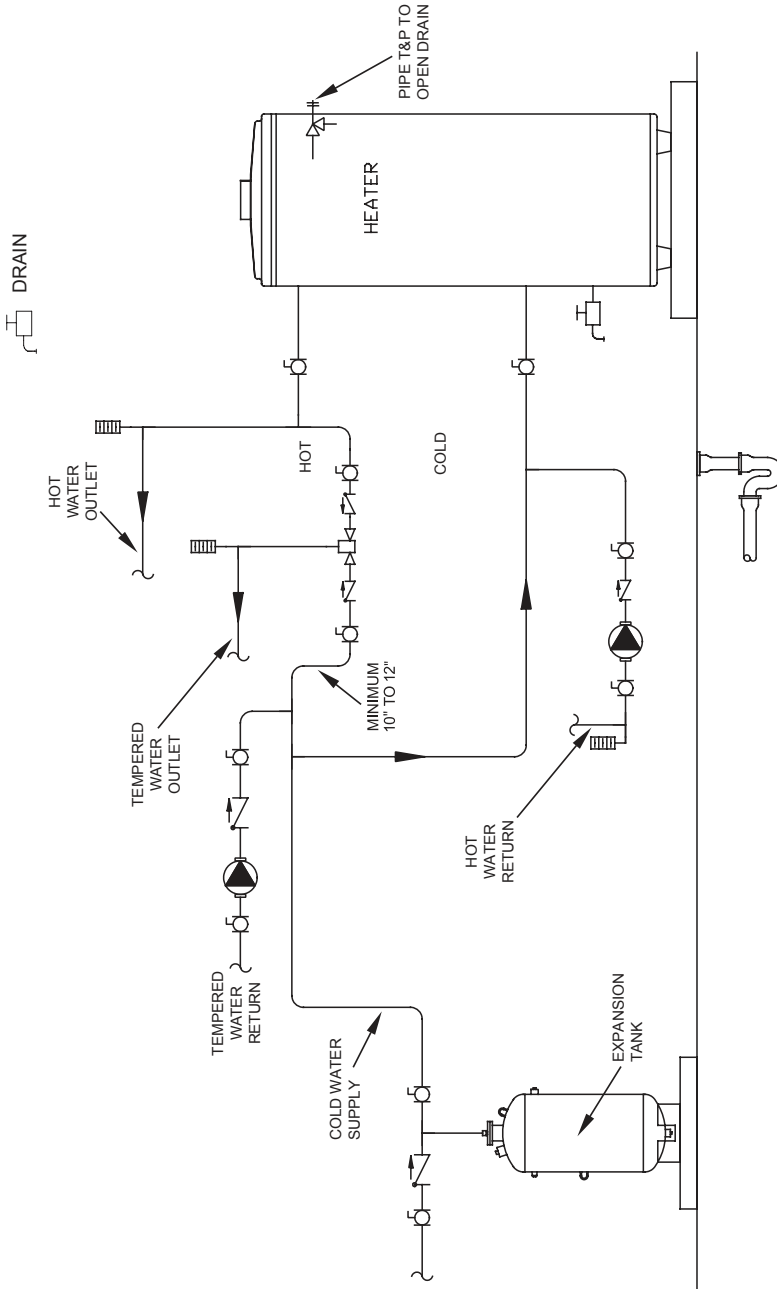 DRAIN
PIPE T&P TO
OPEN DRAIN
HEATER
HOT
WATER
OUTLET
HOT
COLD
TEMPERED
WATER
OUTLET
MINIMUM
10" TO 12"
HOT
WATER
RETURN
TEMPERED
WATER
RETURN
COLD WATER
SUPPLY
EXPANSION
TANK